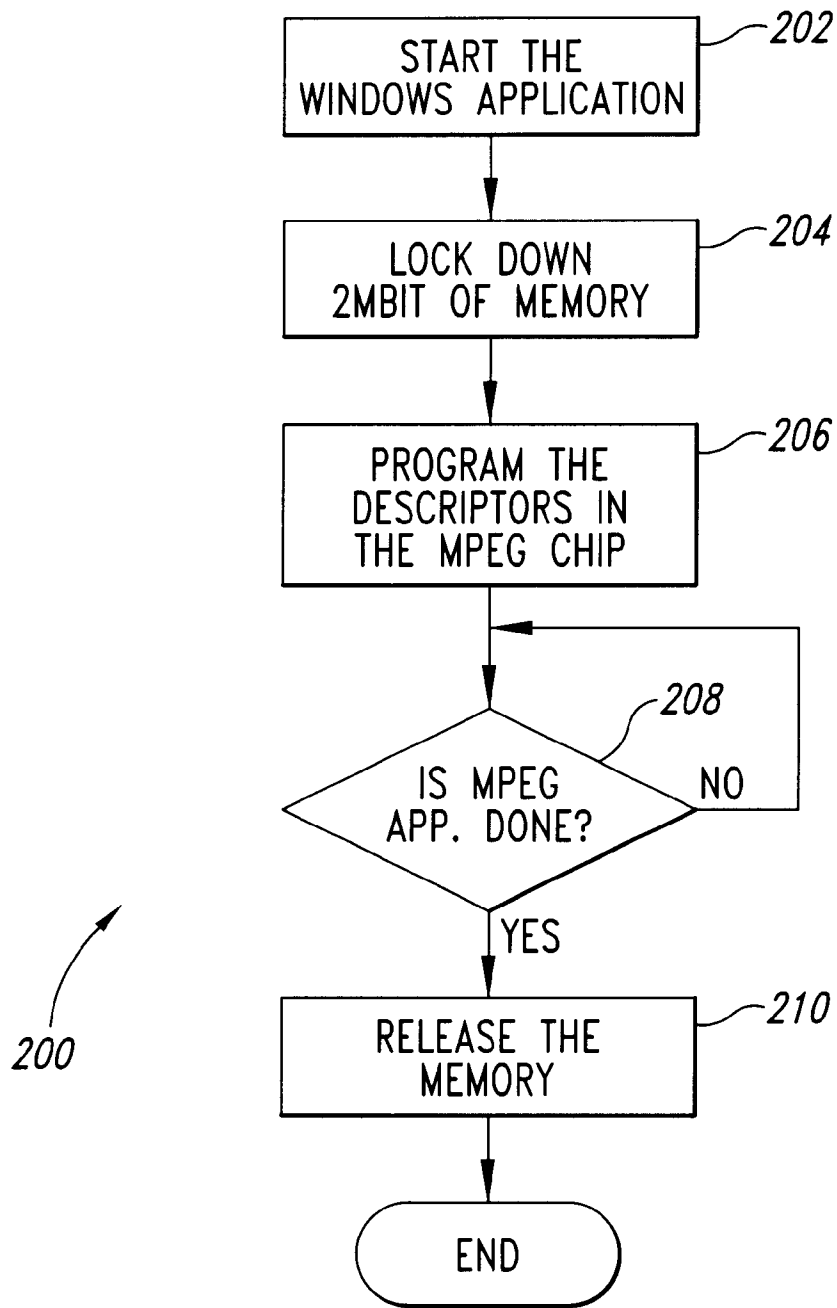 202
START THE
WINDOWS APPLICATION
204
LOCK DOWN
2MBIT OF MEMORY
206
PROGRAM THE
DESCRIPTORS IN
THE MPEG CHIP
208
IS MPEG
APP. DONE?
NO
YES
200
210
RELEASE THE
MEMORY
END